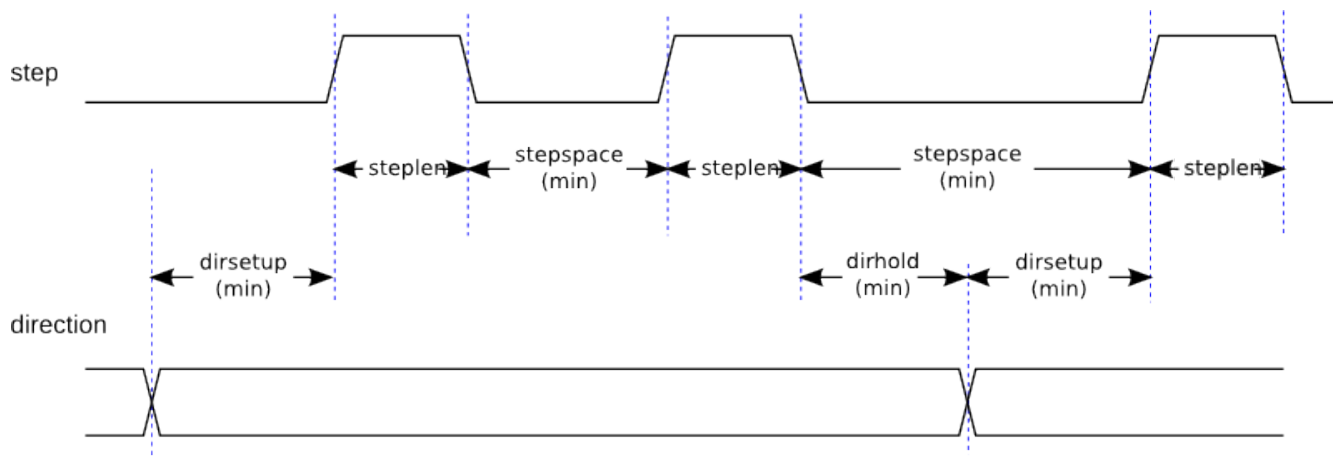 step
steplen
stepspace
(min)
steplen
stepspace
(min)
steplen
dirsetup
(min)
dirhold
(min)
dirsetup
(min)
direction